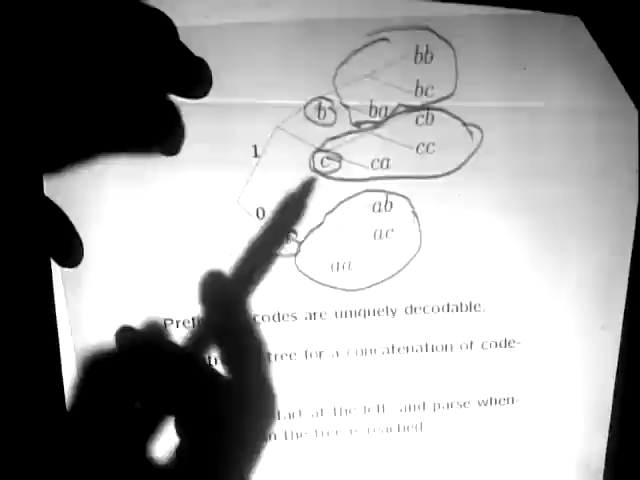 bb
bc
b ba
cb
1
cc
c ca
0 ab
ac
aa
codes are uniquely decodable.
tree for a concatenation of code-
at the left, and parse when-
the tree is reached